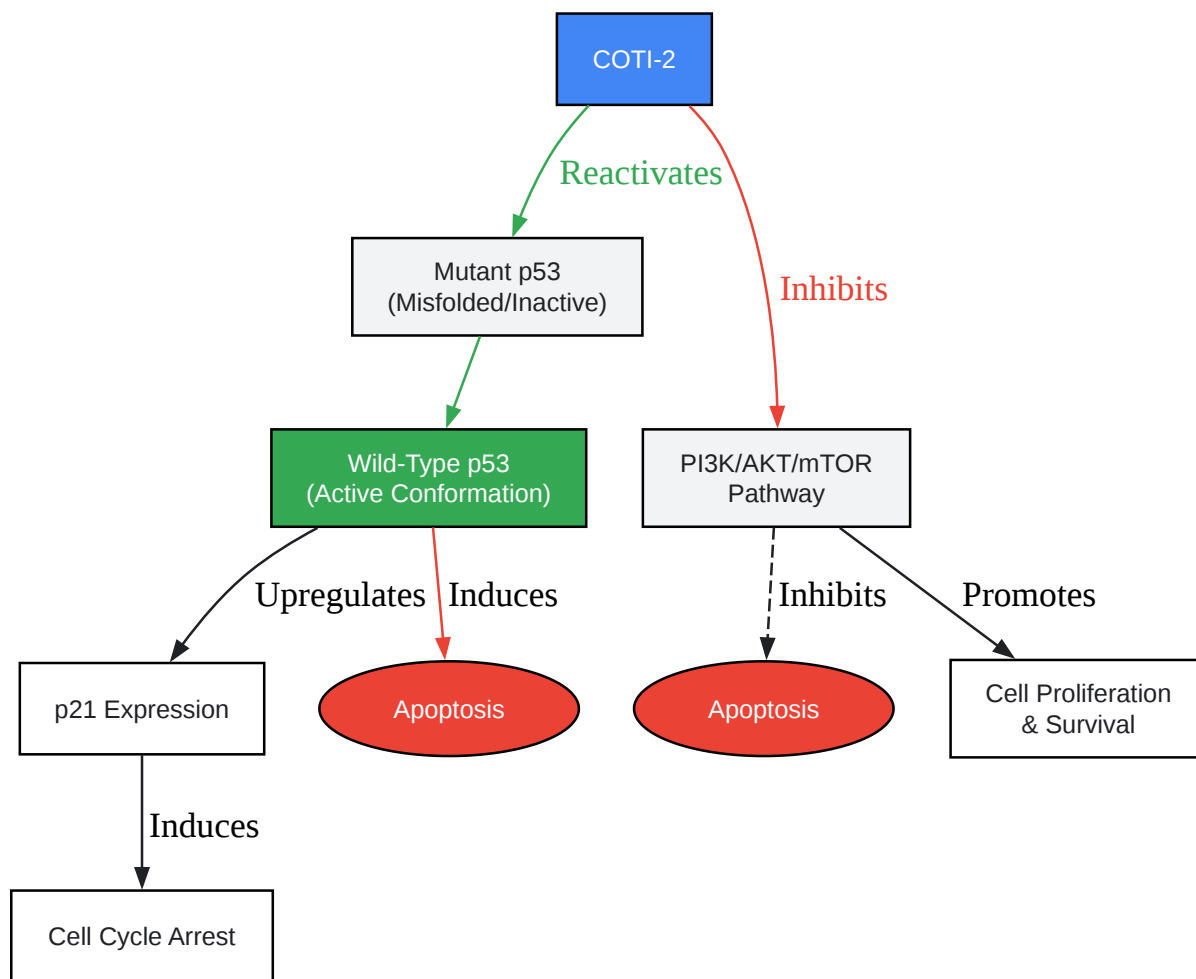 COTI-2
Reactivates
Mutant p53
(Misfolded/Inactive)
Inhibits
Wild-Type p53
(Active Conformation)
PI3K/AKT/mTOR
Pathway
Upregulates
Induces
Inhibits
Promotes
p21 Expression
Apoptosis
Apoptosis
Cell Proliferation
& Survival
Induces
Cell Cycle Arrest